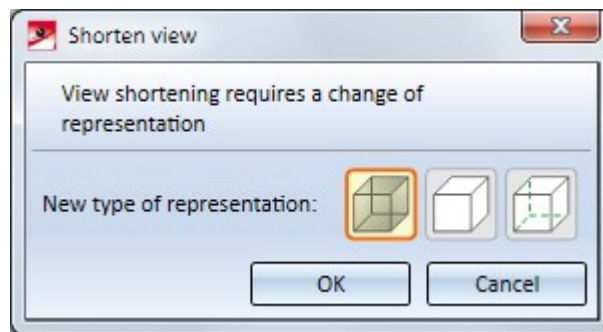 Shorten view
View shortening requires a change of
representation
New type of representation:
OK
Cancel